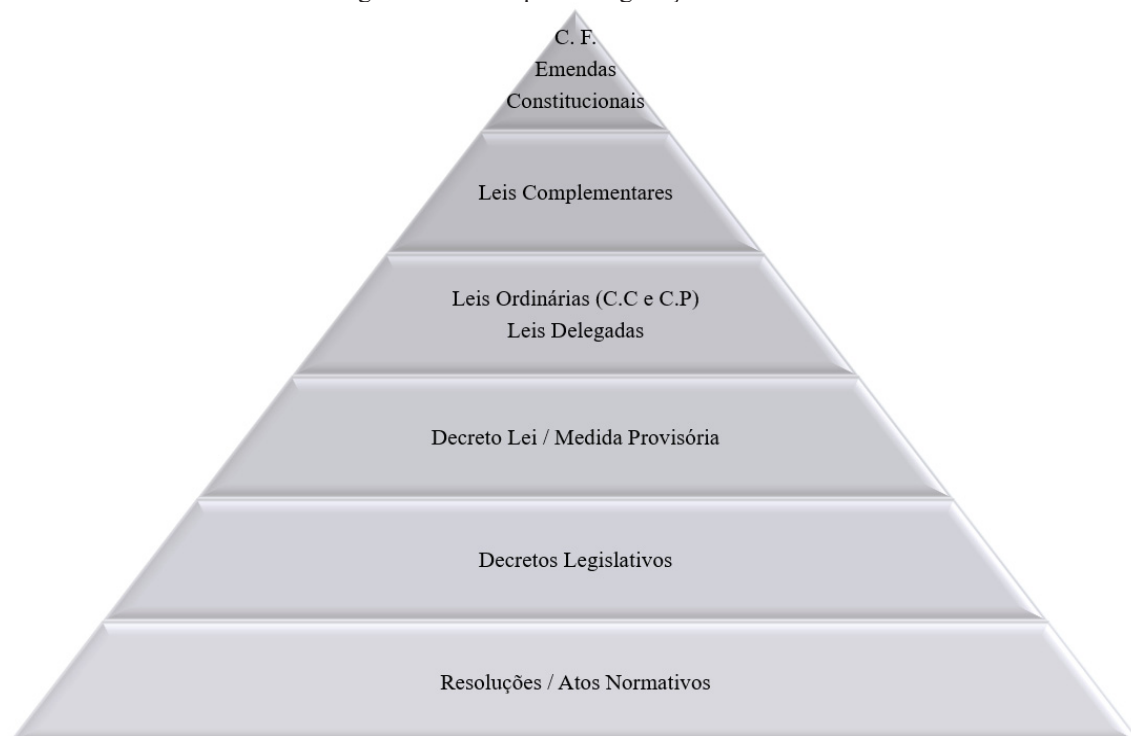 C. F.
Emendas
Constitucionais
Leis Complementares
Leis Ordinárias (C.C e C.P)
Leis Delegadas
Decreto Lei / Medida Provisória
Decretos Legislativos
Resoluções / Atos Normativos